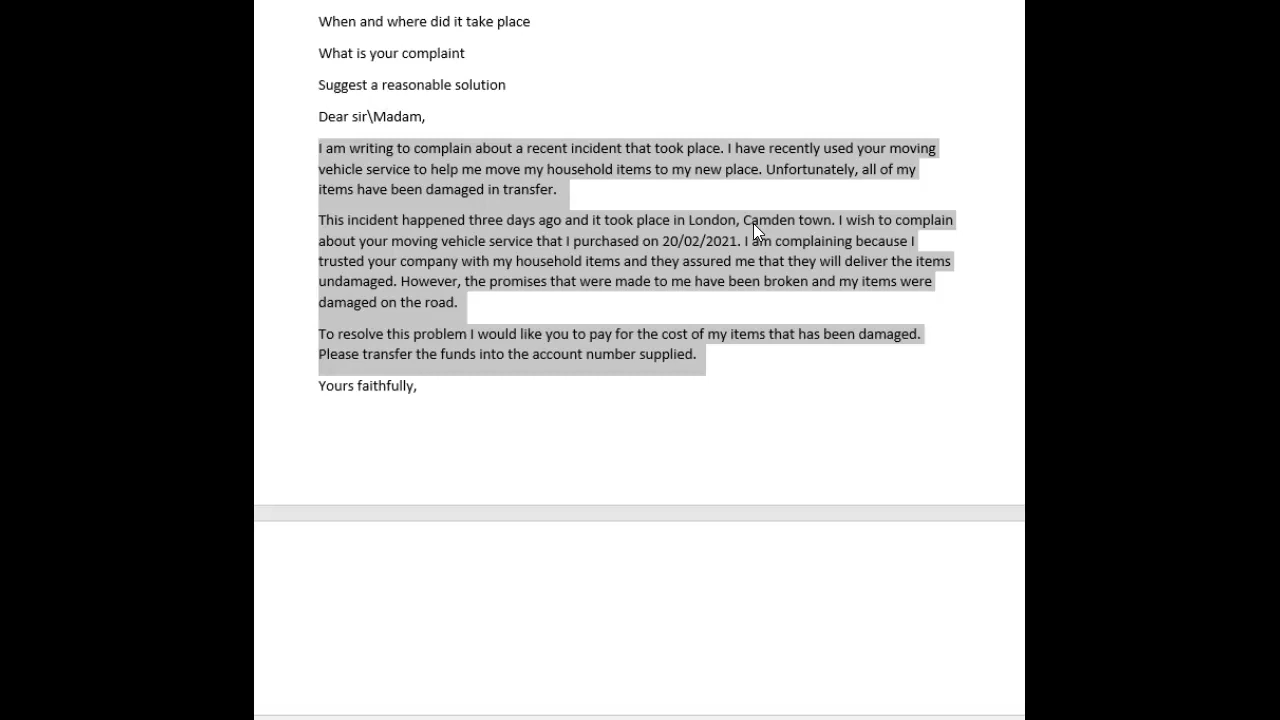 When and where did it take place
What is your complaint
Suggest a reasonable solution
Dear sir\Madam,
I am writing to complain about a recent incident that took place. I have recently used your moving
vehicle service to help me move my household items to my new place. Unfortunately, all of my
items have been damaged in transfer.
This incident happened three days ago and it took place in London, Camden town. I wish to complain
about your moving vehicle service that I purchased on 20/02/2021. I am complaining because I
trusted your company with my household items and they assured me that they will deliver the items
undamaged. However, the promises that were made to me have been broken and my items were
damaged on the road.
To resolve this problem I would like you to pay for the cost of my items that has been damaged.
Please transfer the funds into the account number supplied.
Yours faithfully,